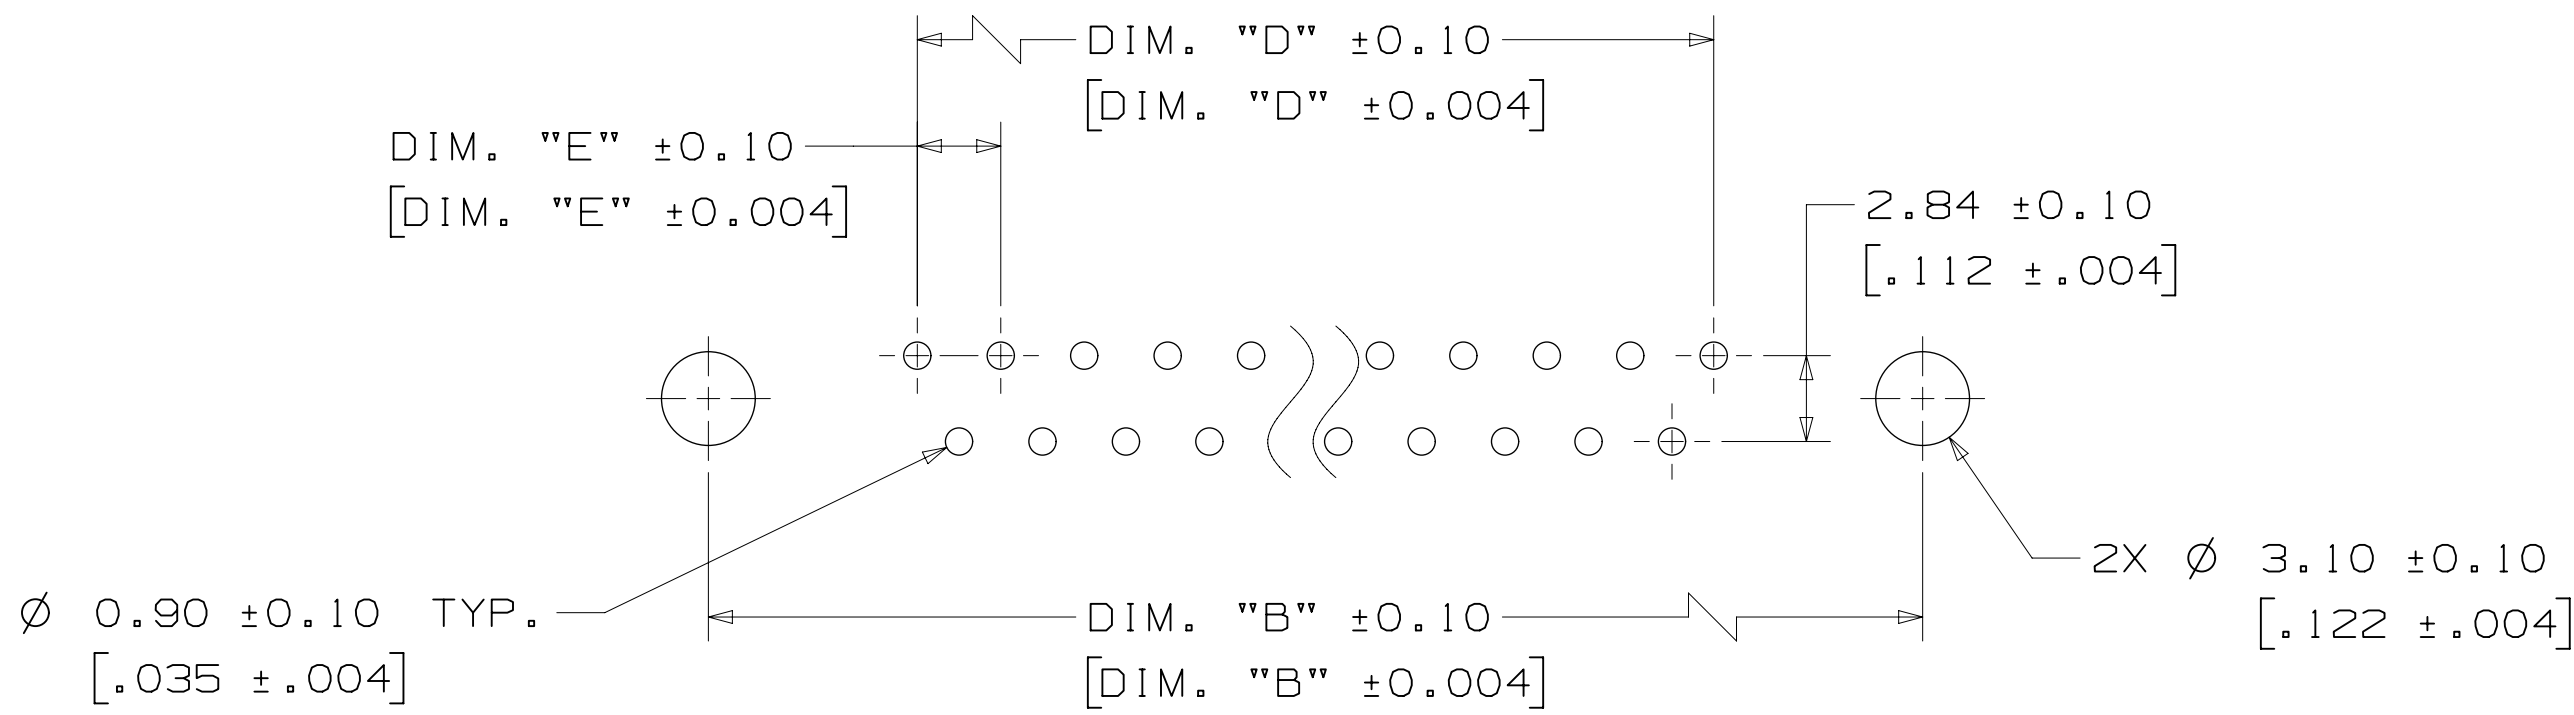 DIM. "D" ±0.10
[DIM. "D" ±0.004]
DIM. "E" ±0.10
[DIM. "E" ±0.004]
2.84 ±0.10
[.112 ±.004]
2X Ø 3.10 ±0.10
[.122 ±.004]
Ø 0.90 ±0.10 TYP.
[.035 ±.004]
DIM. "B" ±0.10
[DIM. "B" ±0.004]